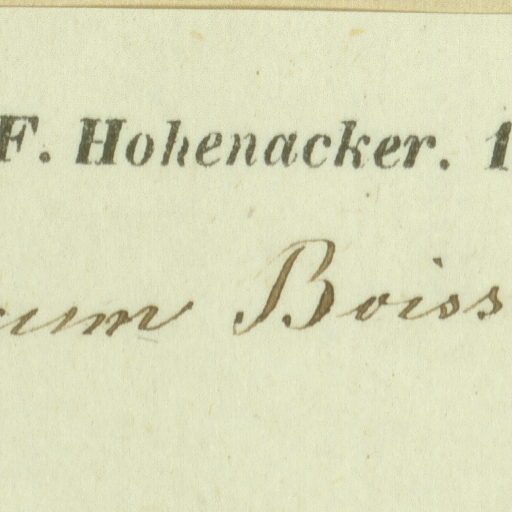 F. Hohenacker. 1
um Boiss